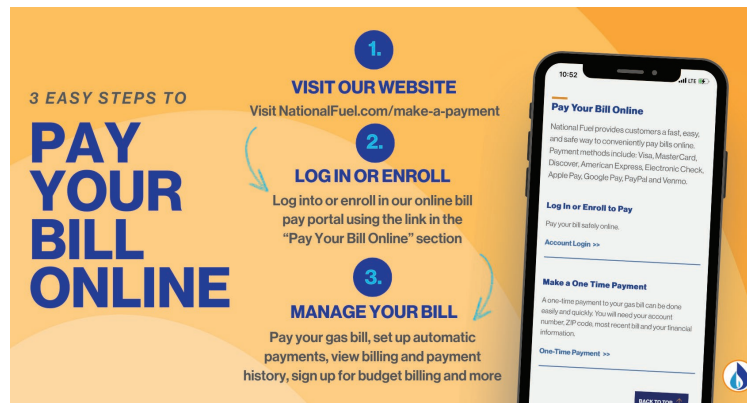 3 EASY STEPS TO
PAY
YOUR
BILL
ONLINE
1.
VISIT OUR WEBSITE
Visit NationalFuel.com/make-a-payment
2.
LOG IN OR ENROLL
Log into or enroll in our online bill
pay portal using the link in the
“Pay Your Bill Online” section
3.
MANAGE YOUR BILL
Pay your gas bill, set up automatic
payments, view billing and payment
history, sign up for budget billing and more
10:52
LTE
Pay Your Bill Online
National Fuel provides customers a fast, easy,
and safe way to conveniently pay bills online.
Payment methods include: Visa, MasterCard,
Discover, American Express, Electronic Check,
Apple Pay, Google Pay, PayPal and Venmo.
Log In or Enroll to Pay
Pay your bill safely online.
Account Login >>
Make a One Time Payment
A one-time payment to your gas bill can be done
easily and quickly. You will need your account
number, ZIP code, most recent bill and your financial
information.
One-Time Payment >>
BACK TO TOP